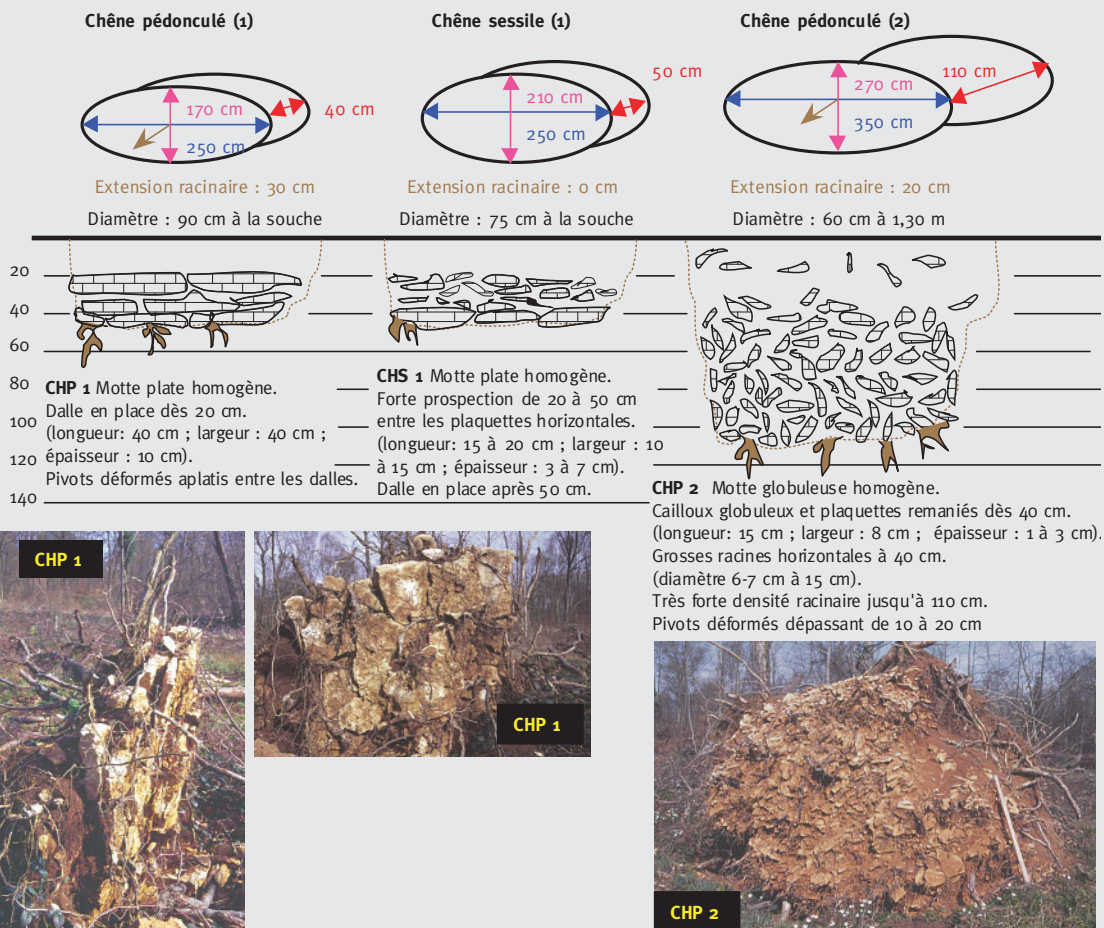 Chêne pédonculé (1)
170 cm
40 cm
250 cm
Extension racinaire : 30 cm
Diamètre : 90 cm à la souche
Chêne sessile (1)
50 cm
210 cm
250 cm
Extension racinaire : 0 cm
Diamètre : 75 cm à la souche
Chêne pédonculé (2)
110 cm
270 cm
350 cm
Extension racinaire : 20 cm
Diamètre : 60 cm à 1,30 m
20
40
60
80
100
120
140
CHP 1 Motte plate homogène.
Dalle en place dès 20 cm.
(longueur: 40 cm ; largeur : 40 cm ;
épaisseur : 10 cm).
Pivots déformés aplatis entre les dalles.
CHS 1 Motte plate homogène.
Forte prospection de 20 à 50 cm
entre les plaquettes horizontales.
(longueur: 15 à 20 cm ; largeur : 10
à 15 cm ; épaisseur : 3 à 7 cm).
Dalle en place après 50 cm.
CHP 2 Motte globuleuse homogène.
Cailloux globuleux et plaquettes remaniés dès 40 cm.
(longueur: 15 cm ; largeur : 8 cm ; épaisseur : 1 à 3 cm).
Grosses racines horizontales à 40 cm.
(diamètre 6-7 cm à 15 cm).
Très forte densité racinaire jusqu'à 110 cm.
Pivots déformés dépassant de 10 à 20 cm
CHP 1
CHP 1
CHP 2